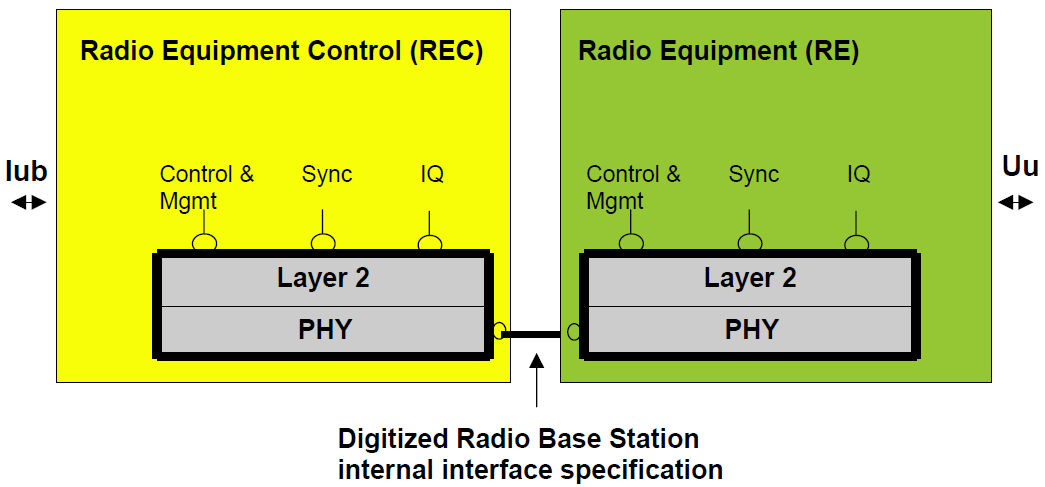 Radio Equipment Control (REC)
Radio Equipment (RE)
Iub
Uu
Control &
Mgmt
Sync
IQ
Control &
Mgmt
Sync
IQ
Layer 2
PHY
Layer 2
PHY
Digitized Radio Base Station
internal interface specification